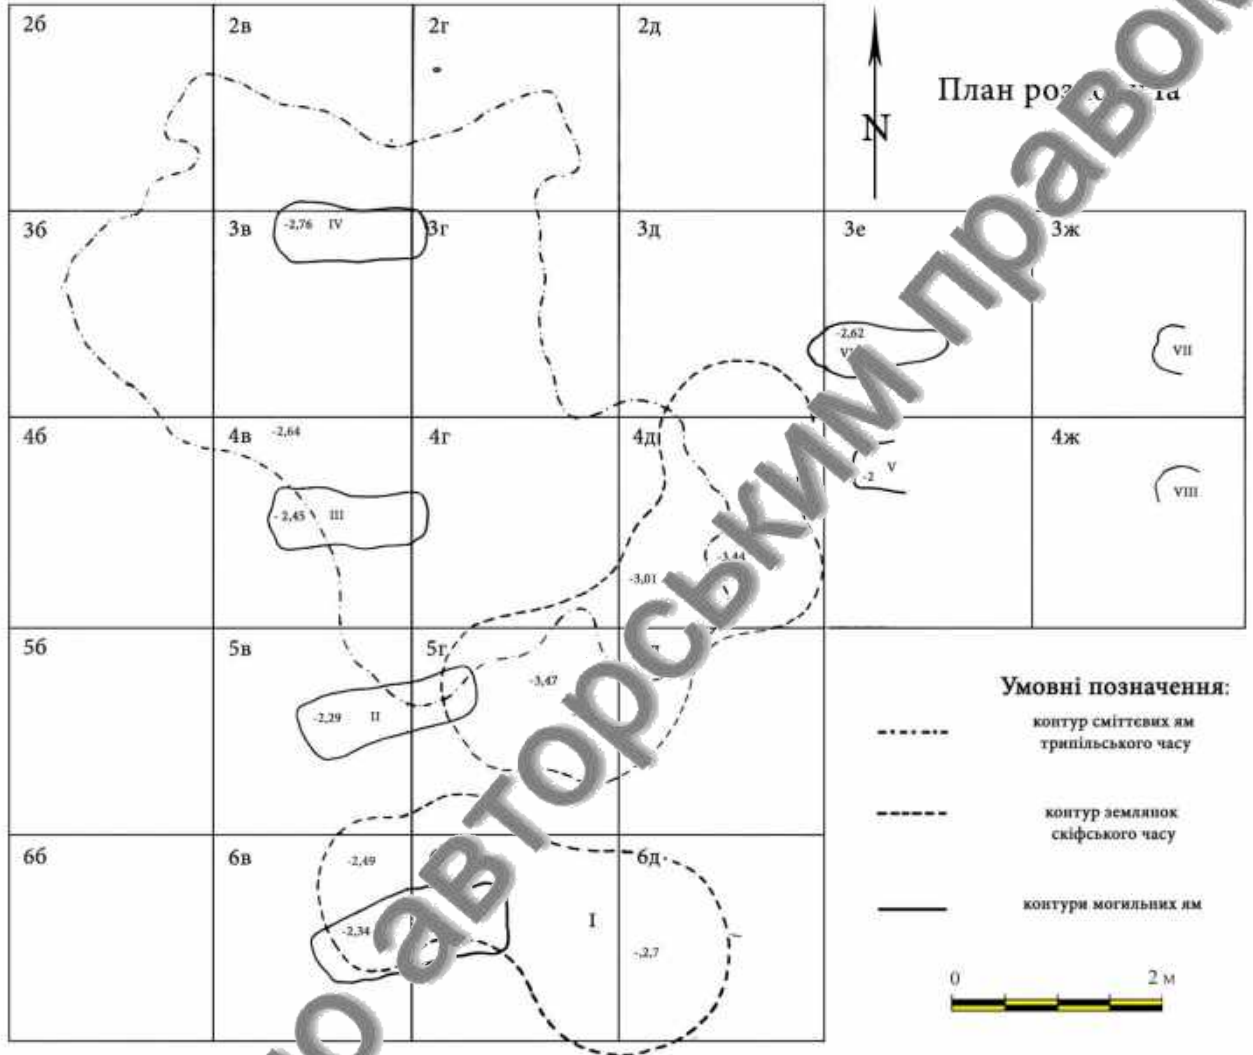 2б 2в 2г 2д
План
N
3б 3в 3г 3д 3е 3ж
-2,76 IV
-2,62
VII
4б 4в -2,64 4г 4д 4ж
V
-2
-2,45 III
VIII
-3,44
-3,01
5б 5в 5г
-3,47
-2,29 II
Умовні позначення:
контур сміттєвих ям
трипільського часу
контур землянок
скіфського часу
6б 6в 6д
-2,49
контури могильних ям
I
-2,34
-,2,7
0 2 м
авторським правом